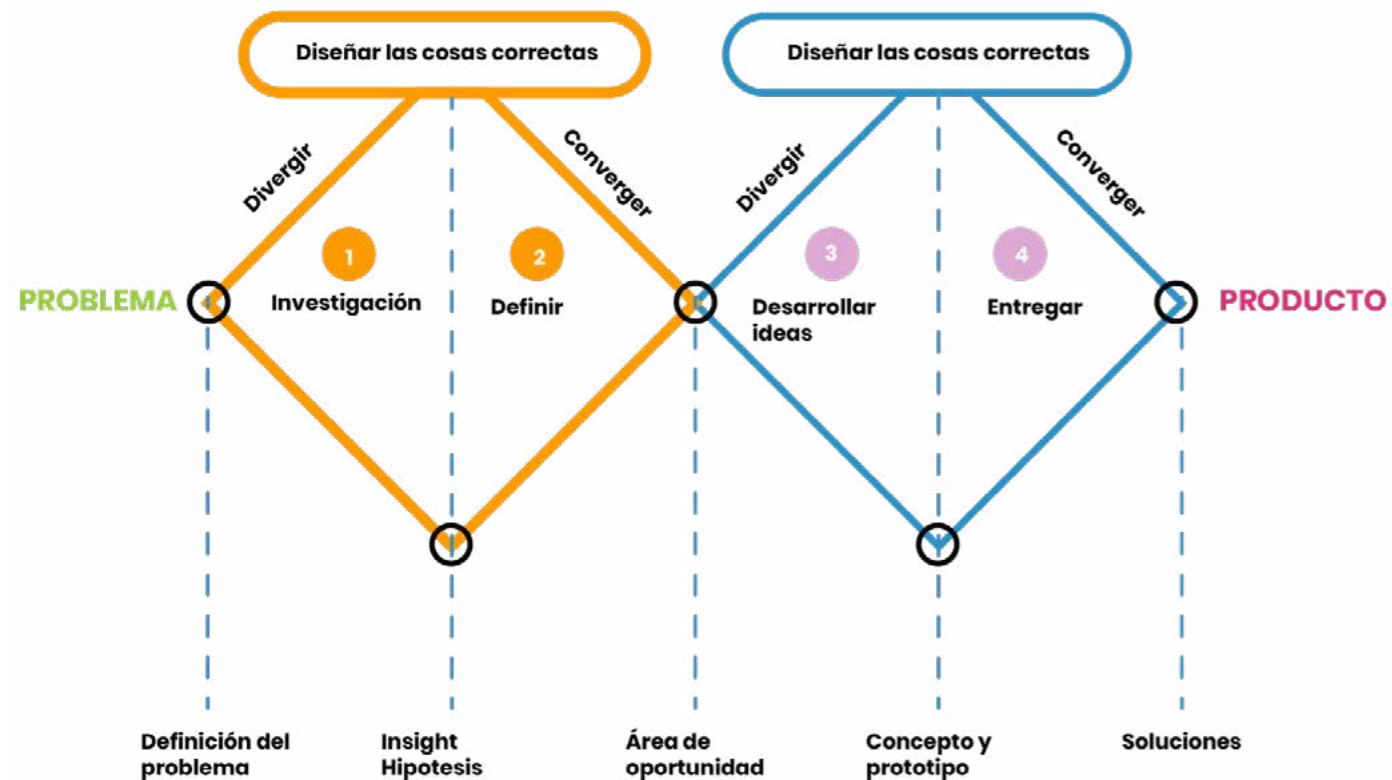 Diseñar las cosas correctas
Diseñar las cosas correctas
Divergir
Converger
Divergir
Converger
1
2
3
4
PROBLEMA
Investigación
Definir
Desarrollar
ideas
Entregar
PRODUCTO
Definición del
problema
Insight
Hipotesis
Área de
oportunidad
Concepto y
prototipo
Soluciones